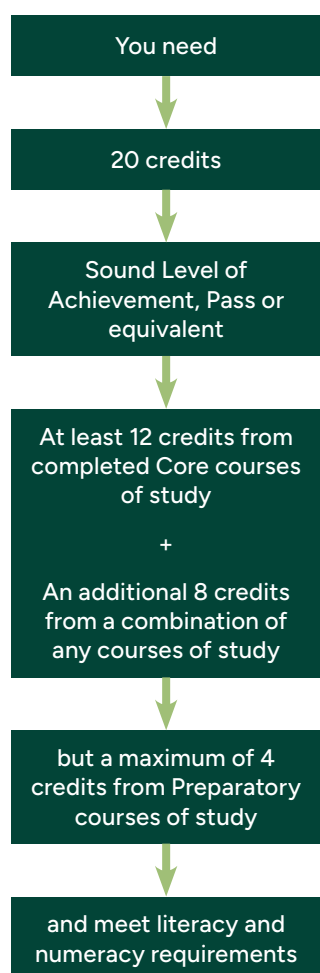 You need
20 credits
Sound Level of
Achievement, Pass or
equivalent
At least 12 credits from
completed Core courses
of study
+
An additional 8 credits
from a combination of
any courses of study
but a maximum of 4
credits from Preparatory
courses of study
and meet literacy and
numeracy requirements